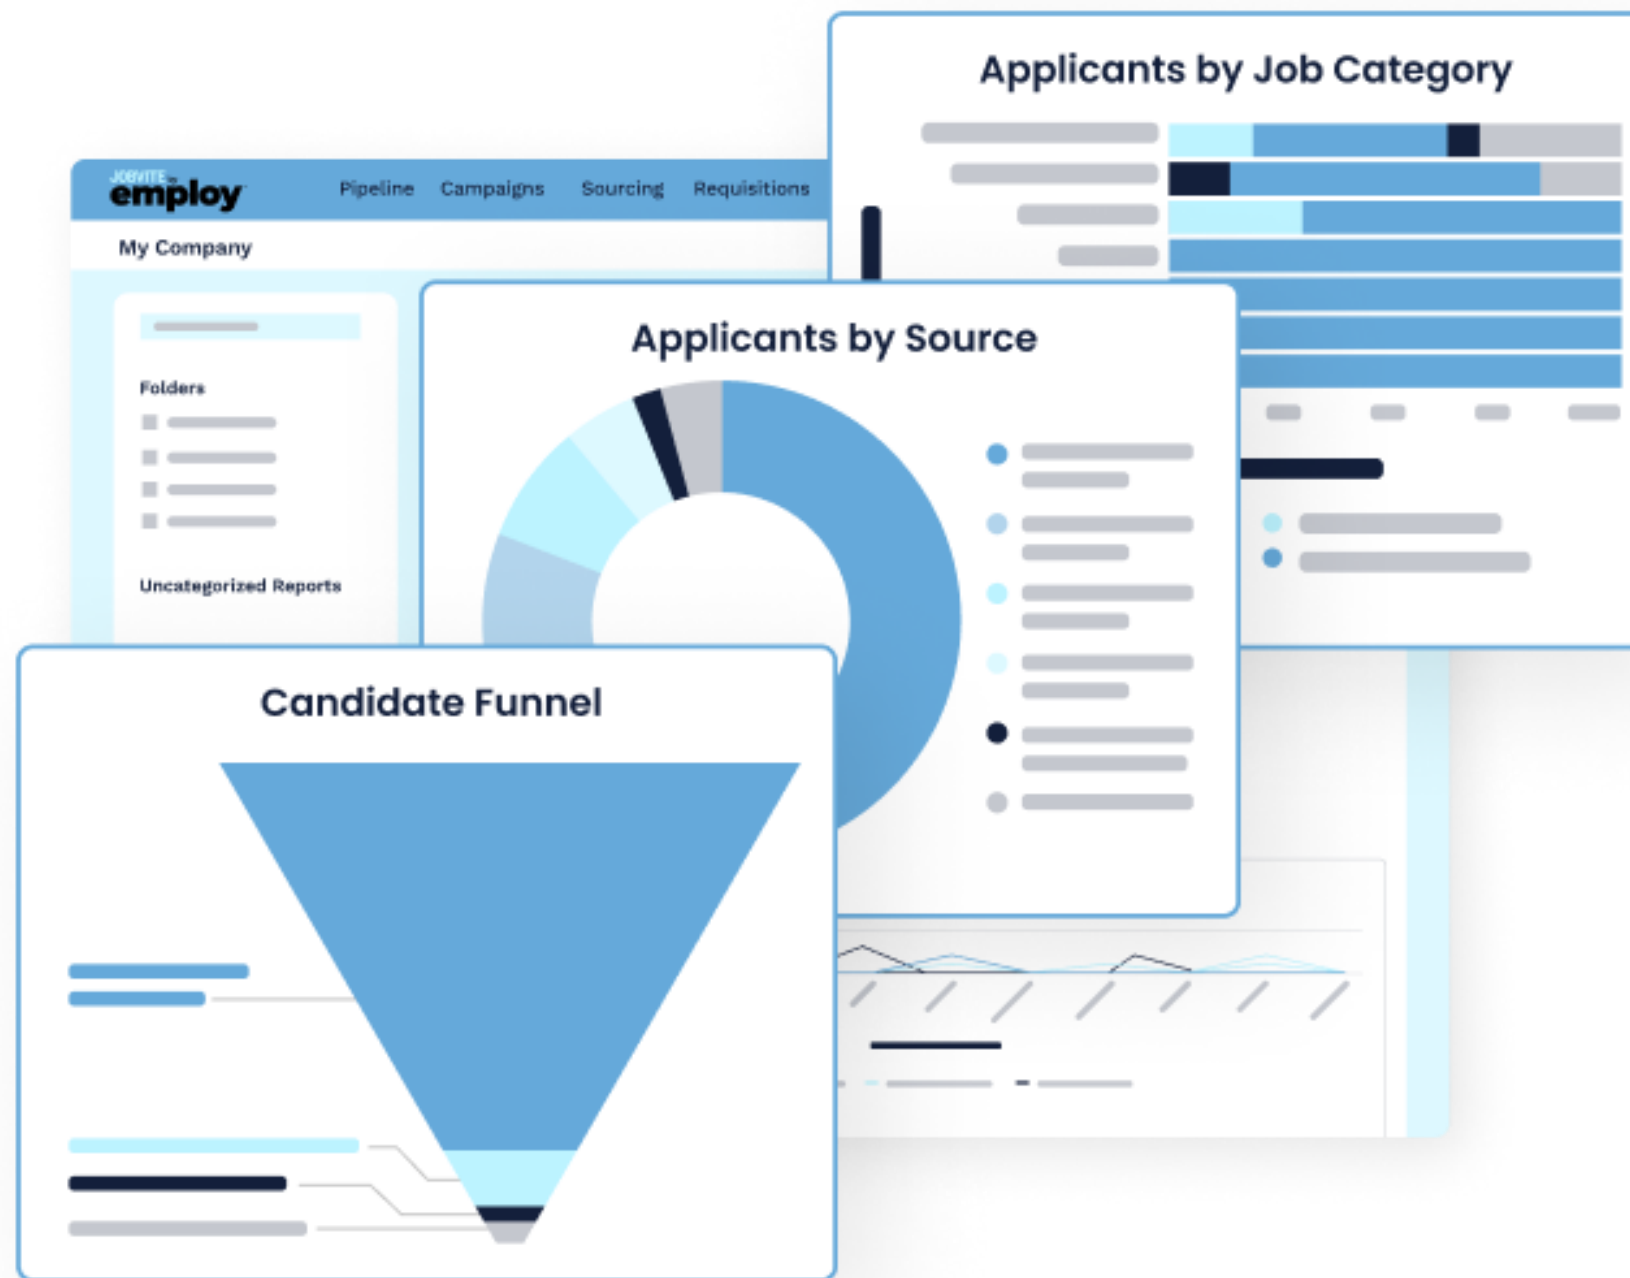 Applicants by Job Category
JOBVITE by
employ
Pipeline Campaigns Sourcing Requisitions
My Company
Applicants by Source
Folders
Uncategorized Reports
Candidate Funnel